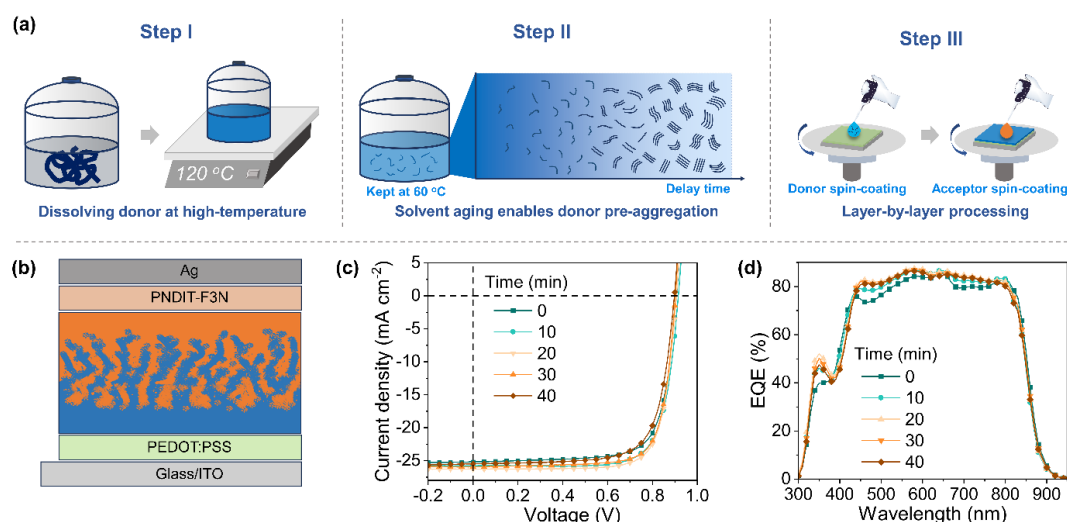 (a)
Step I
Step II
Step III
120 °C
Kept at 60 °C
Delay time
Donor spin-coating
Acceptor spin-coating
Dissolving donor at high-temperature
Solvent aging enables donor pre-aggregation
Layer-by-layer processing
(b)
Ag
PNDIT-F3N
PEDOT:PSS
Glass/ITO
(c)
Current density (mA cm⁻²)
5
0
-5
-10
-15
-20
-25
-0.2
0.0
0.2
0.4
0.6
0.8
1.0
Voltage (V)
Time (min)
0
10
20
30
40
(d)
EQE (%)
80
60
40
20
0
300
400
500
600
700
800
900
Wavelength (nm)
Time (min)
0
10
20
30
40